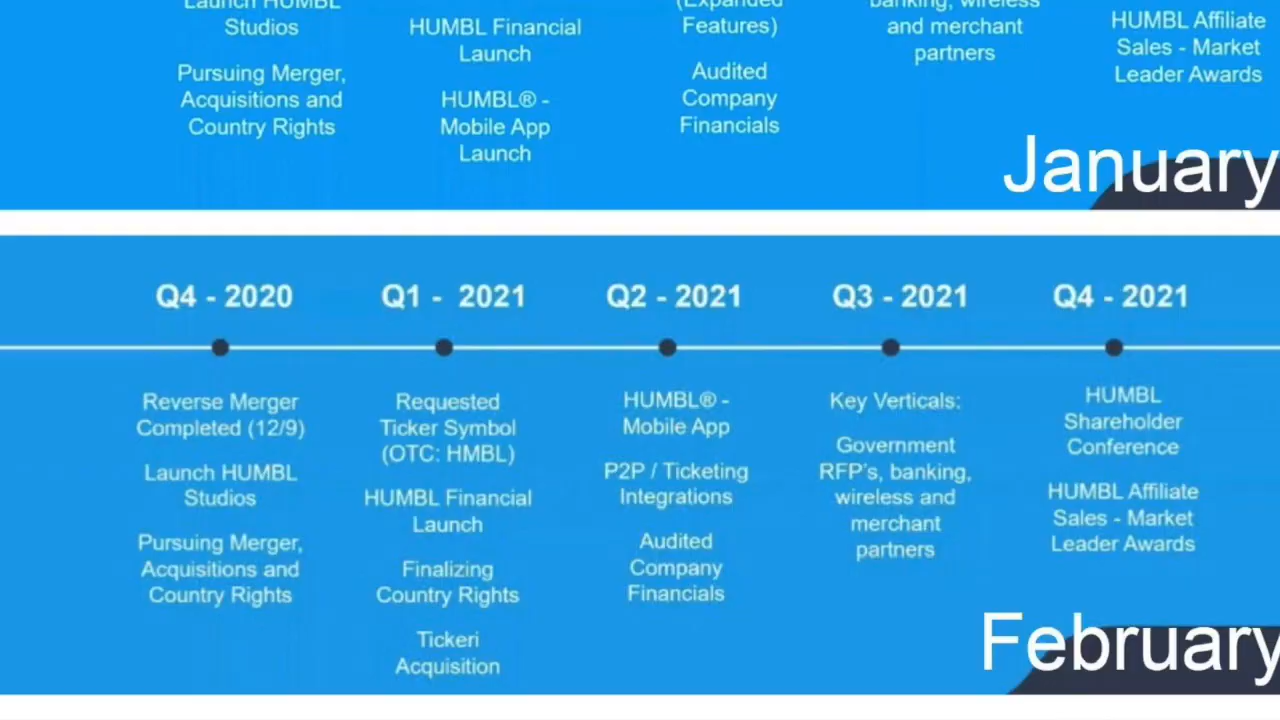 Launch HUMBL
Studios
Pursuing Merger,
Acquisitions and
Country Rights
HUMBL Financial
Launch
HUMBL® -
Mobile App
Launch
(Expanded
Features)
Audited
Company
Financials
banking, wireless
and merchant
partners
HUMBL Affiliate
Sales - Market
Leader Awards
January
Q4 - 2020
Q1 - 2021
Q2 - 2021
Q3 - 2021
Q4 - 2021
Reverse Merger
Completed (12/9)
Launch HUMBL
Studios
Pursuing Merger,
Acquisitions and
Country Rights
Requested
Ticker Symbol
(OTC: HMBL)
HUMBL Financial
Launch
Finalizing
Country Rights
Tickeri
Acquisition
HUMBL® -
Mobile App
P2P / Ticketing
Integrations
Audited
Company
Financials
Key Verticals:
Government
RFP's, banking,
wireless and
merchant
partners
HUMBL
Shareholder
Conference
HUMBL Affiliate
Sales - Market
Leader Awards
February